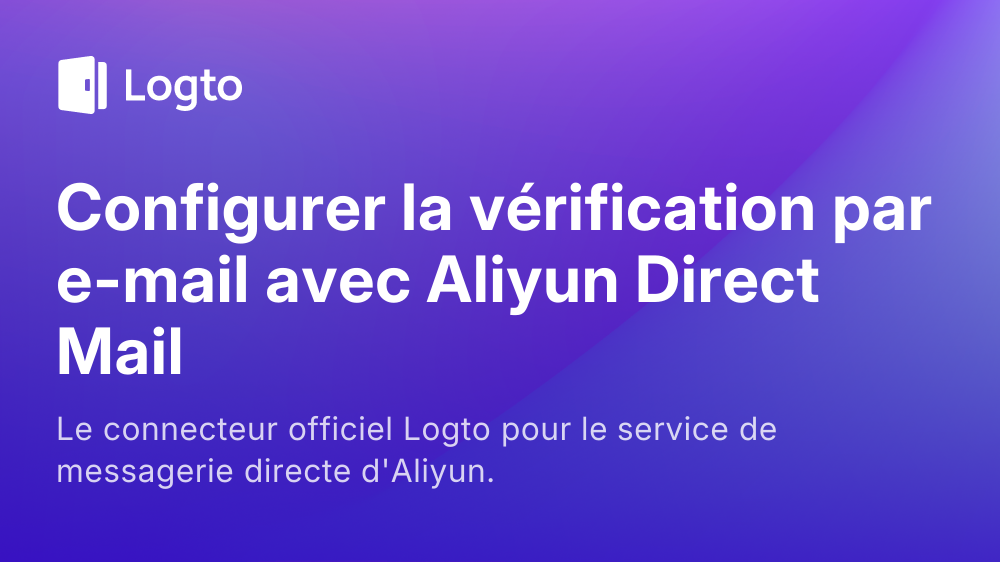 Logto
Configurer la vérification par
e-mail avec Aliyun Direct
Mail
Le connecteur officiel Logto pour le service de
messagerie directe d'Aliyun.